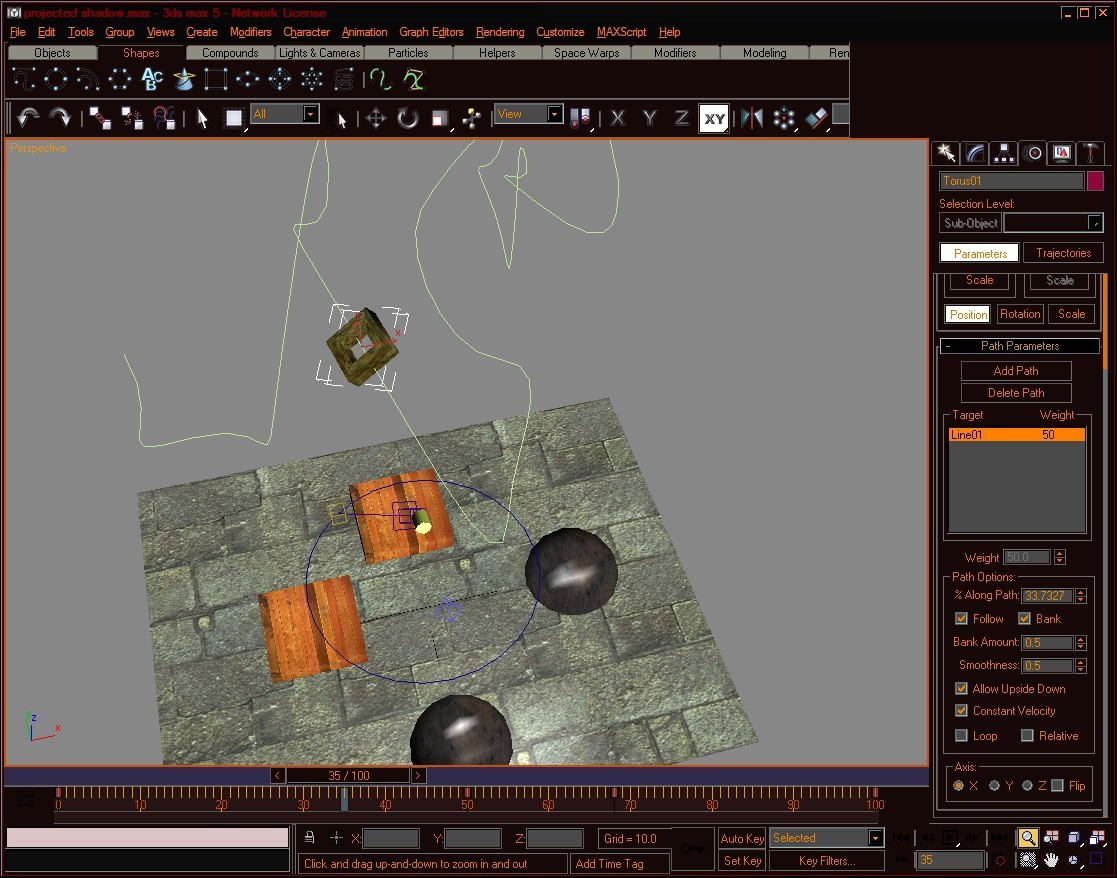 projected shadow.max - 3ds max 5 - Network License
File Edit Tools Group Views Create Modifiers Character Animation Graph Editors Rendering Customize MAXScript Help
Objects Shapes Compounds Lights & Cameras Particles Helpers Space Warps Modifiers Modeling Ren
ABC
All View X Y Z XY
Perspective
Torus01
Selection Level:
Sub-Object
Parameters Trajectories
Scale Scale
Position Rotation Scale
- Path Parameters
Add Path
Delete Path
Target Weight
Line01 50
Weight 50.0
Path Options:
% Along Path: 33.7327
Follow Bank
Bank Amount: 0.5
Smoothness: 0.5
Allow Upside Down
Constant Velocity
Loop Relative
Axis:
X Y Z Flip
x
z
x
< 35 / 100 >
0 10 20 30 40 50 60 70 80 90 100
X: Y: Z: Grid = 10.0
Auto Key Selected
Click and drag up-and-down to zoom in and out Add Time Tag
Set Key Key Filters... 35